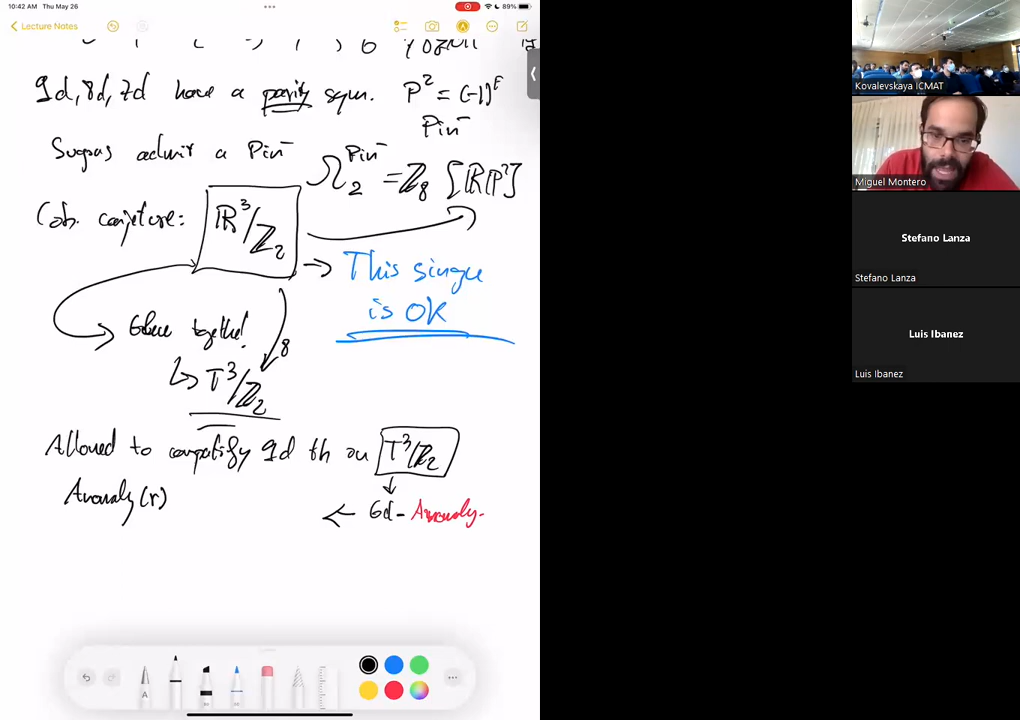 10:42 AM Thu May 26
89%
Lecture Notes
9d, 8d, 7d have a parity sym. P² = (-1)^F
Pin⁻
Sugras admit a Pin⁻ Ω₂^Pin⁻ = ℤ₈ [ℝP²]
Cob. conjecture: ℝ³/ℤ₂
→ This singu
is OK
Glue together!
8
↳ T³/ℤ₂
Allowed to compatify 9d th on T³/ℤ₂
Anomaly(r) ← 6d - Anomaly.
A
Kovalevskaya ICMAT
Miguel Montero
Stefano Lanza
Stefano Lanza
Luis Ibanez
Luis Ibanez